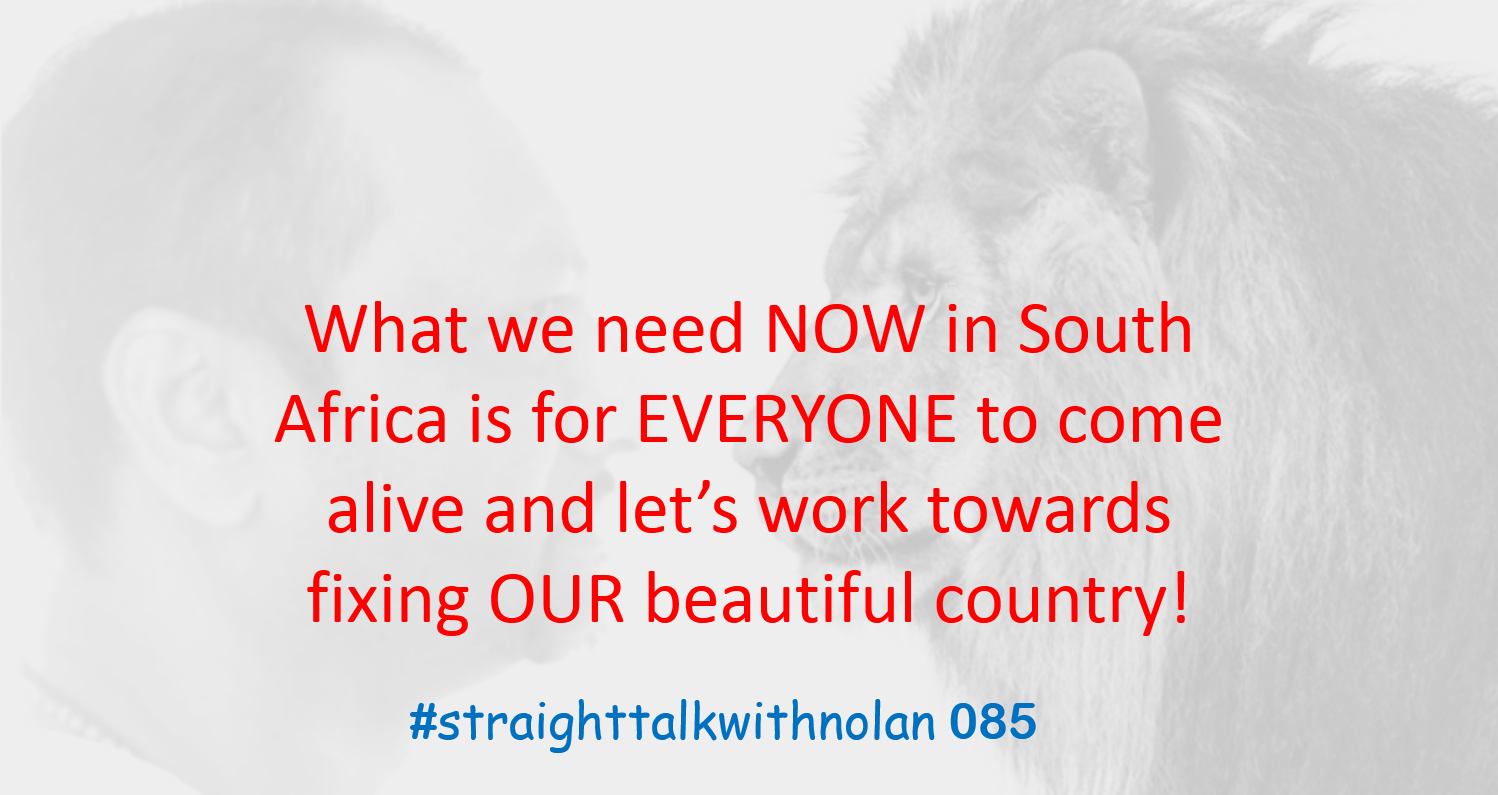 What we need NOW in South
Africa is for EVERYONE to come
alive and let’s work towards
fixing OUR beautiful country!
#straighttalkwithnolan 085